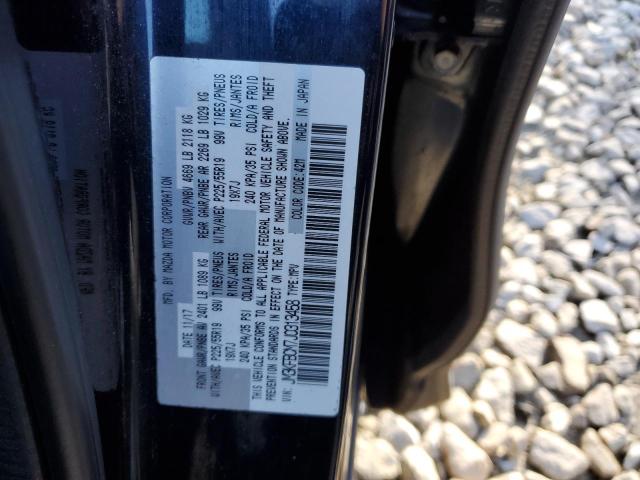 MFD. BY MAZDA MOTOR CORPORATION
DATE: 11/17 GVWR/PNBV 4669 LB 2118 KG
FRONT GAWR/PNBE AV 2401 LB 1089 KG REAR GAWR/PNBE AR 2269 LB 1029 KG
WITH/AVEC P225/55R19 99V TIRES/PNEUS WITH/AVEC P225/55R19 99V TIRES/PNEUS
19X7J RIMS/JANTES 19X7J RIMS/JANTES
240 KPA/35 PSI COLD/A FROID 240 KPA/35 PSI COLD/A FROID
THIS VEHICLE CONFORMS TO ALL APPLICABLE FEDERAL MOTOR VEHICLE SAFETY AND THEFT
PREVENTION STANDARDS IN EFFECT ON THE DATE OF MANUFACTURE SHOWN ABOVE.
VIN: JM3KFBDM7J0313458 TYPE:MPV COLOR CODE:42M MADE IN JAPAN